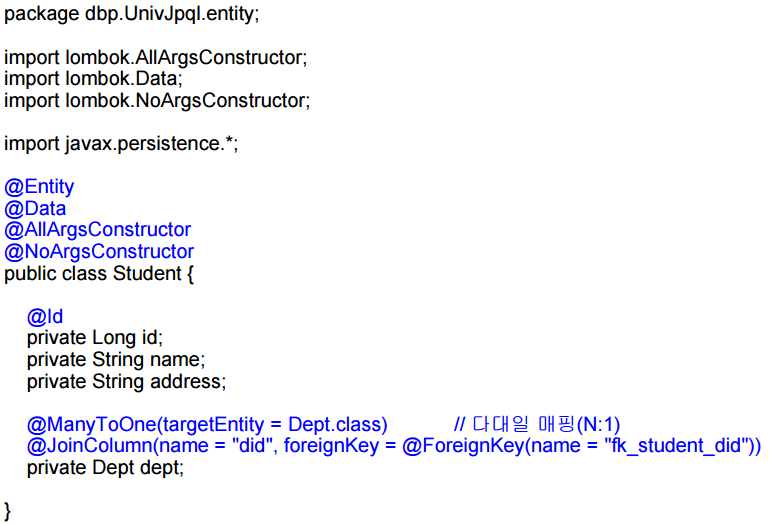 package dbp.UnivJpql.entity;
import lombok.AllArgsConstructor;
import lombok.Data;
import lombok.NoArgsConstructor;
import javax.persistence.*;
@Entity
@Data
@AllArgsConstructor
@NoArgsConstructor
public class Student {
@Id
private Long id;
private String name;
private String address;
@ManyToOne(targetEntity = Dept.class) // 다대일 매핑(N:1)
@JoinColumn(name = "did", foreignKey = @ForeignKey(name = "fk_student_did"))
private Dept dept;
}